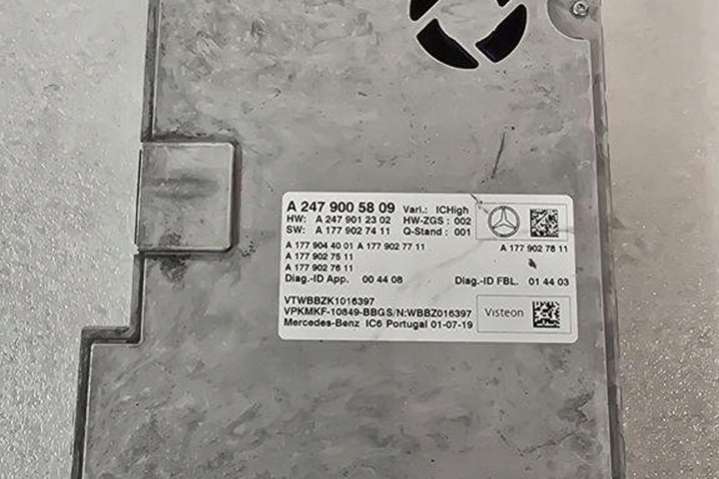 A 247 900 58 09 Vari.: ICHigh
HW: A 247 901 23 02 HW-ZGS : 002
SW: A 177 902 74 11 Q-Stand : 001
A 177 904 40 01 A 177 902 77 11 A 177 902 78 11
A 177 902 75 11
A 177 902 76 11
Diag.-ID App. 00 44 08 Diag.-ID FBL. 01 44 03
VTWBBZK1016397
VPKMKF-10849-BBGS/N:WBBZ016397 Visteon
Mercedes-Benz IC6 Portugal 01-07-19